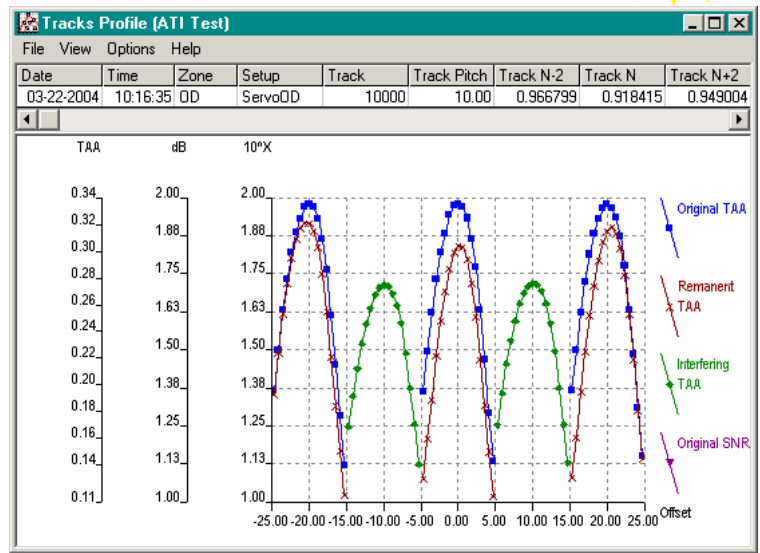 Tracks Profile (ATI Test)
File View Options Help
Date Time Zone Setup Track Track Pitch Track N-2 Track N Track N+2
03-22-2004 10:16:35 OD ServoOD 10000 10.00 0.966799 0.918415 0.949004
TAA dB 10^X
0.34 2.00 2.00
0.32
0.30 1.88 1.88
0.28 1.75 1.75
0.26 1.63 1.63
0.24
0.22 1.50 1.50
0.20 1.38 1.38
0.18
0.16 1.25 1.25
0.14 1.13 1.13
0.11 1.00 1.00
-25.00 -20.00 -15.00 -10.00 -5.00 0.00 5.00 10.00 15.00 20.00 25.00 Offset
Original TAA
Remanent
TAA
Interfering
TAA
Original SNR